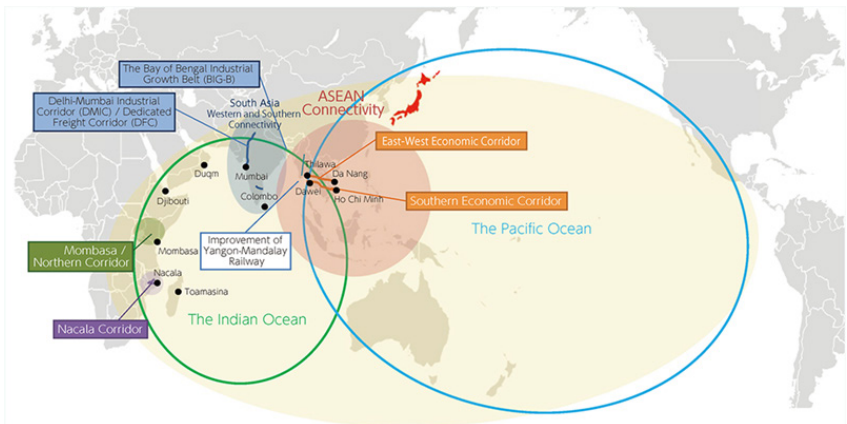 The Bay of Bengal Industrial
Growth Belt (BIG-B)
Delhi-Mumbai Industrial
Corridor (DMIC) / Dedicated
Freight Corridor (DFC)
South Asia
Western and Southern
Connectivity
ASEAN
Connectivity
East-West Economic Corridor
Duqm
Mumbai
Thilawa
Da Nang
Djibouti
Colombo
Dawei
Ho Chi Minh
Southern Economic Corridor
The Pacific Ocean
Mombasa /
Northern Corridor
Mombasa
Improvement of
Yangon-Mandalay
Railway
Nacala
Toamasina
Nacala Corridor
The Indian Ocean